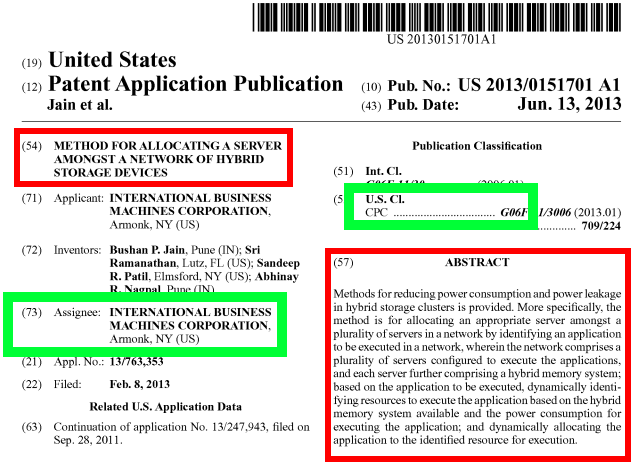 US 20130151701A1
(19) United States
(12) Patent Application Publication
Jain et al.
(10) Pub. No.: US 2013/0151701 A1
(43) Pub. Date: Jun. 13, 2013
(54) METHOD FOR ALLOCATING A SERVER
AMONGST A NETWORK OF HYBRID
STORAGE DEVICES
(71) Applicant: INTERNATIONAL BUSINESS
MACHINES CORPORATION,
Armonk, NY (US)
(72) Inventors: Bushan P. Jain, Pune (IN); Sri
Ramanathan, Lutz, FL (US); Sandeep
R. Patil, Elmsford, NY (US); Abhinay
R. Nagpal, Pune (IN)
(73) Assignee: INTERNATIONAL BUSINESS
MACHINES CORPORATION,
Armonk, NY (US)
(21) Appl. No.: 13/763,353
(22) Filed: Feb. 8, 2013
Related U.S. Application Data
(63) Continuation of application No. 13/247,943, filed on
Sep. 28, 2011.
Publication Classification
(51) Int. Cl.
G06F 11/30 (2006.01)
U.S. Cl.
CPC .................................. G06F 1/3006 (2013.01)
............. 709/224
(57) ABSTRACT
Methods for reducing power consumption and power leakage
in hybrid storage clusters is provided. More specifically, the
method is for allocating an appropriate server amongst a
plurality of servers in a network by identifying an application
to be executed in a network, wherein the network comprises a
plurality of servers configured to execute the applications,
and each server further comprising a hybrid memory system;
based on the application to be executed, dynamically identi-
fying resources to execute the application based on the hybrid
memory system available and the power consumption for
executing the application; and dynamically allocating the
application to the identified resource for execution.